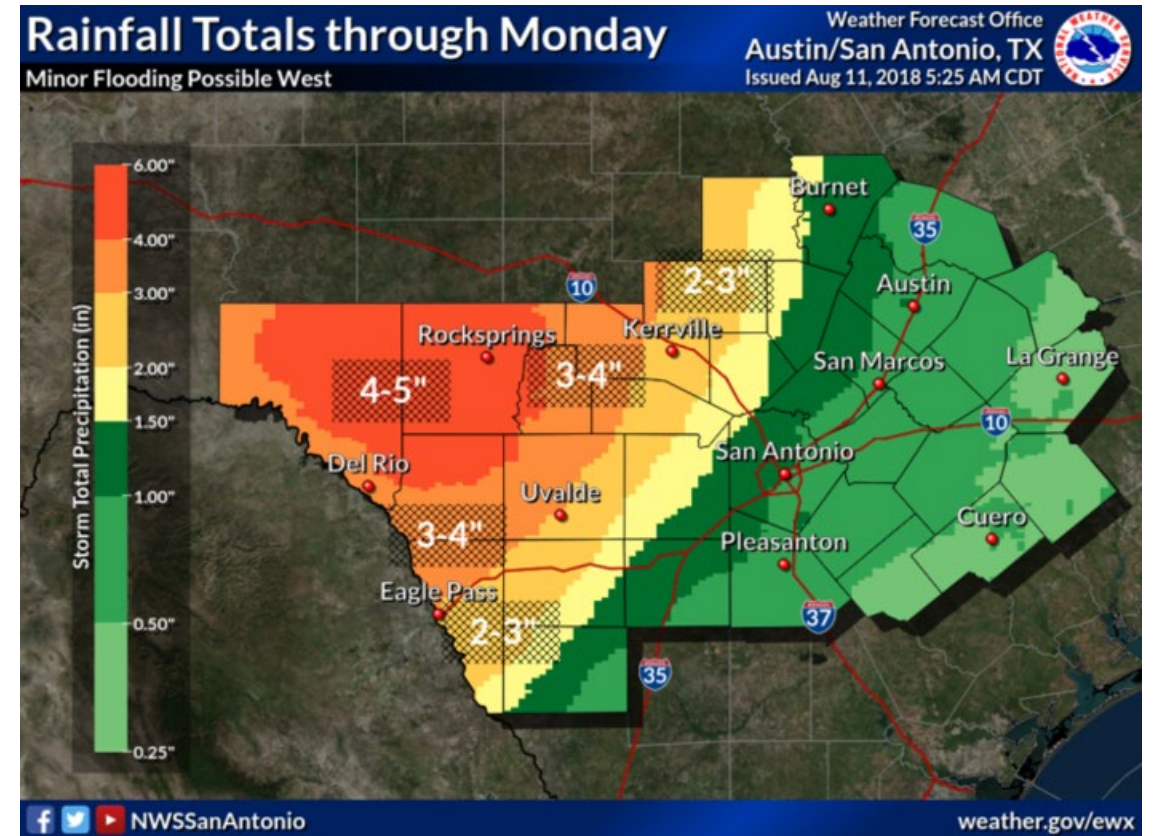 Rainfall Totals through Monday
Minor Flooding Possible West
Weather Forecast Office
Austin/San Antonio, TX
Issued Aug 11, 2018 5:25 AM CDT
NATIONAL WEATHER SERVICE
Storm Total Precipitation (in)
6.00"
4.00"
3.00"
2.00"
1.50"
1.00"
0.50"
0.25"
Burnet
35
2-3"
Austin
10
Rocksprings
Kerrville
San Marcos
La Grange
4-5"
3-4"
10
San Antonio
Del Rio
Uvalde
Cuero
3-4"
Pleasanton
Eagle Pass
37
2-3"
35
NWSSanAntonio
weather.gov/ewx